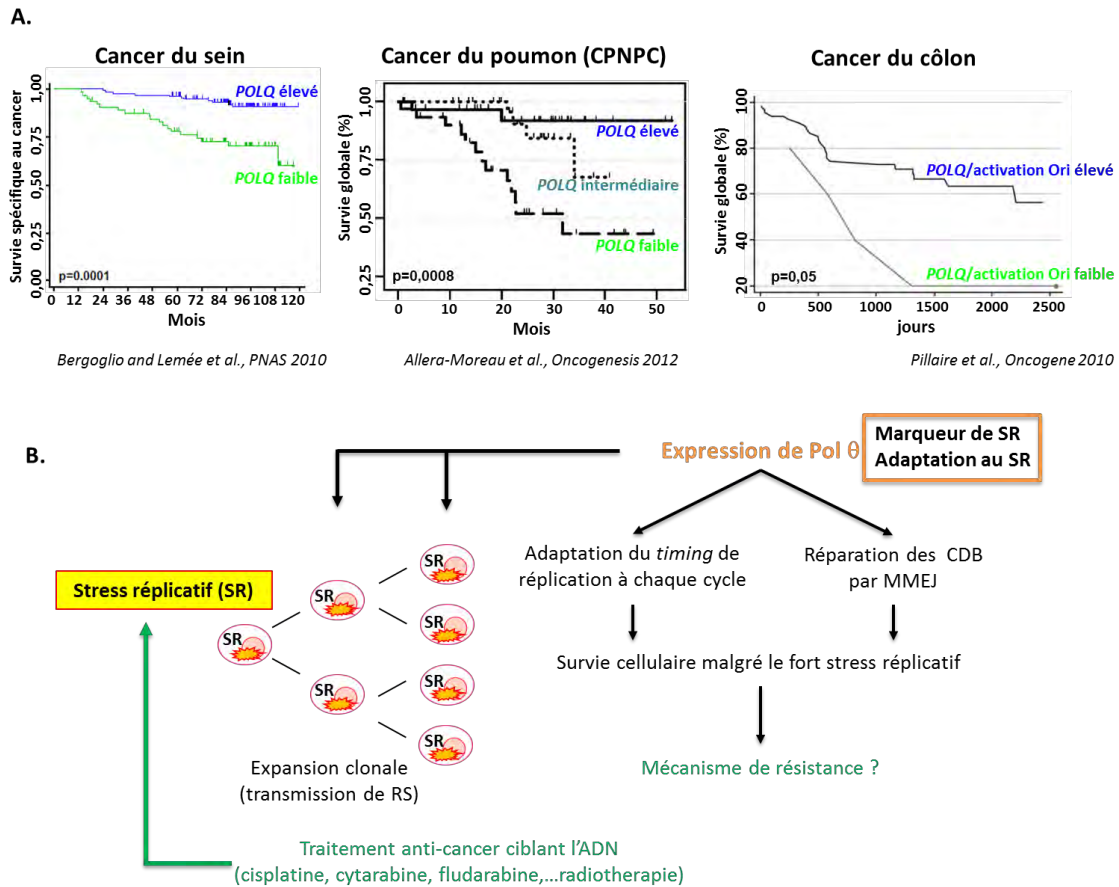 A.
Cancer du sein
Survie spécifique au cancer
1,00
0,75
0,50
0,25
0,00
POLQ élevé
POLQ faible
p=0.0001
0 12 24 36 48 60 72 84 96 108 120
Mois
Bergoglio and Lemée et al., PNAS 2010
Cancer du poumon (CPNPC)
Survie globale (%)
1,00
0,75
0,50
0,25
0,00
POLQ élevé
POLQ intermédiaire
POLQ faible
p=0,0008
0 10 20 30 40 50
Mois
Allera-Moreau et al., Oncogenesis 2012
Cancer du côlon
Survie globale (%)
100
80
60
40
20
POLQ/activation Ori élevé
POLQ/activation Ori faible
p=0,05
0 500 1000 1500 2000 2500
jours
Pillaire et al., Oncogene 2010
B.
Expression de Pol θ
Marqueur de SR
Adaptation au SR
Adaptation du timing de
réplication à chaque cycle
Réparation des CDB
par MMEJ
Stress réplicatif (SR)
SR
SR
SR
SR
SR
SR
SR
Survie cellulaire malgré le fort stress réplicatif
Expansion clonale
(transmission de RS)
Mécanisme de résistance ?
Traitement anti-cancer ciblant l'ADN
(cisplatine, cytarabine, fludarabine,...radiotherapie)